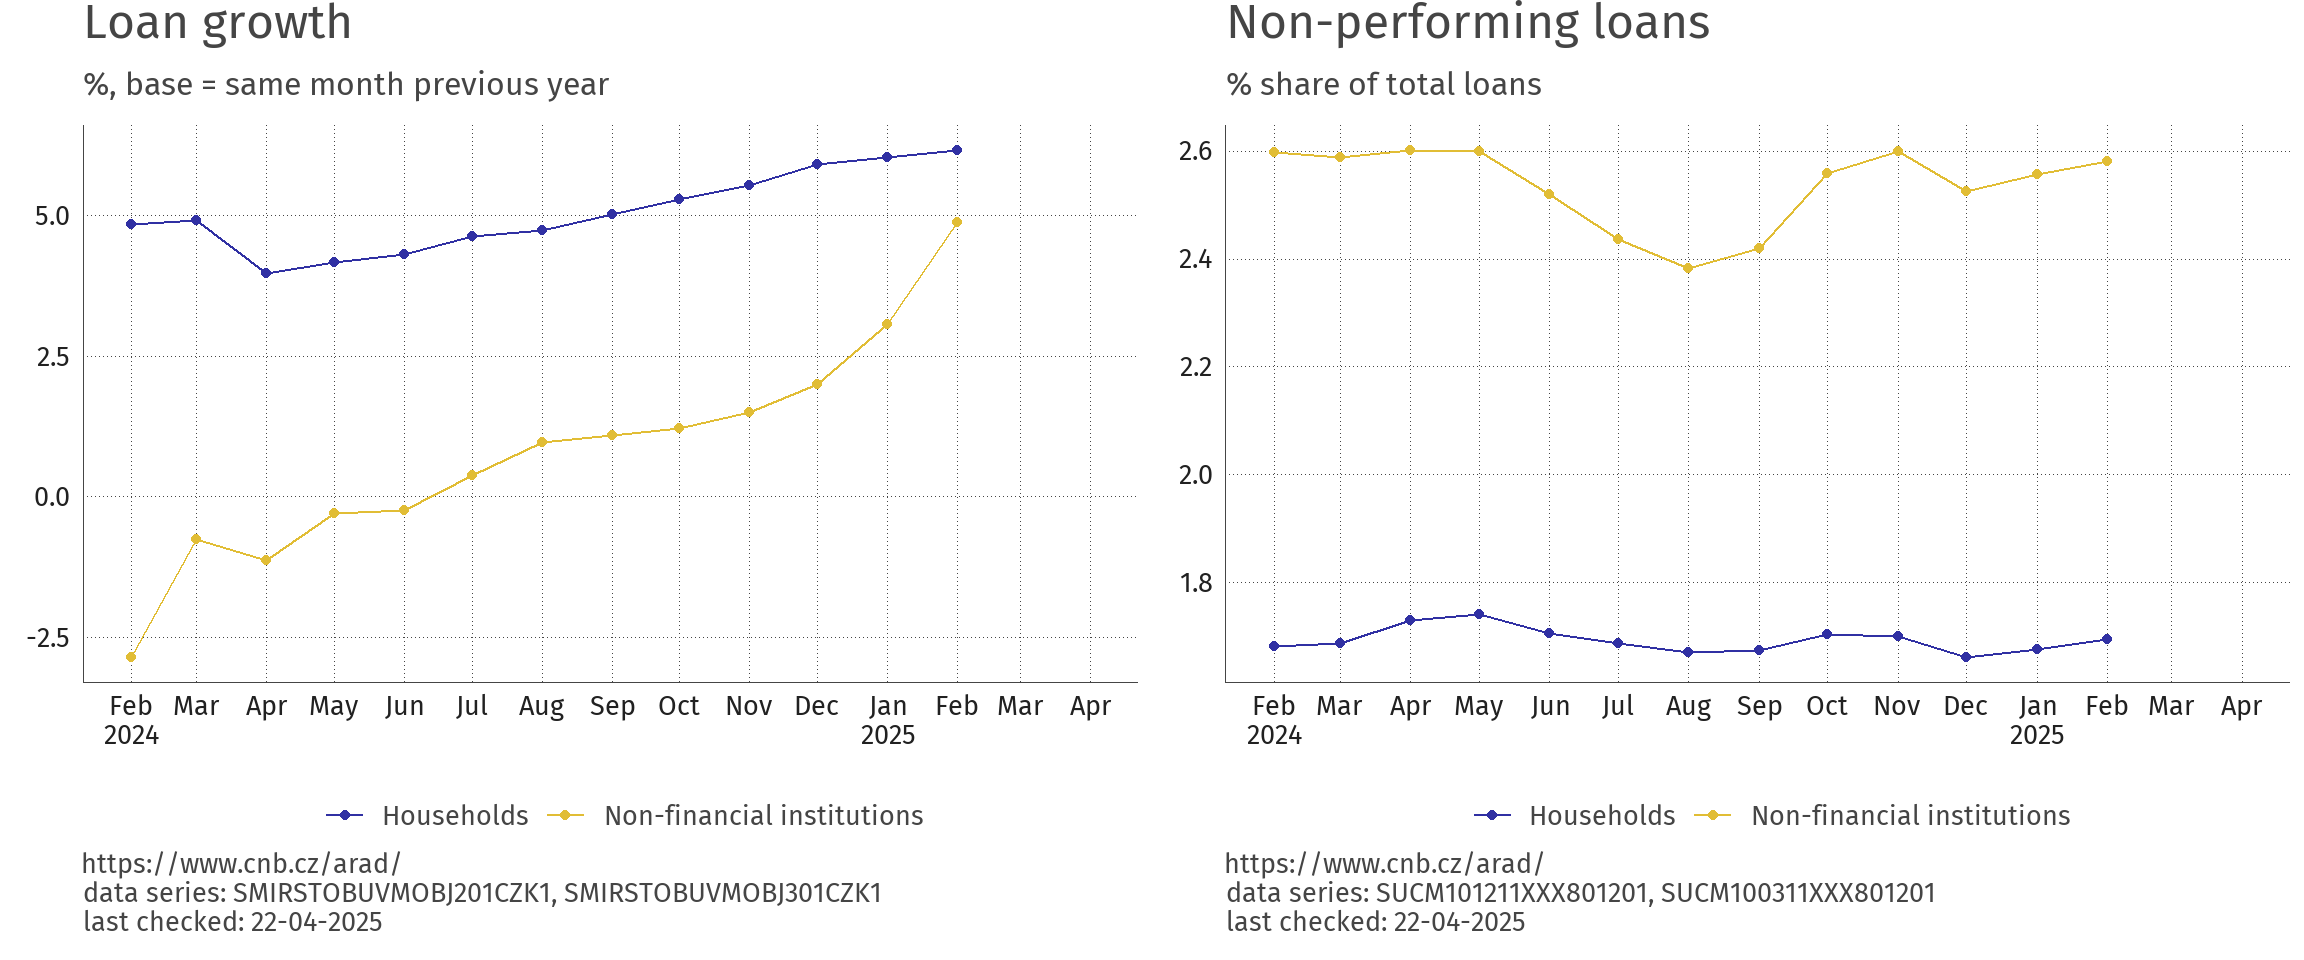 Loan growth
%, base = same month previous year
5.0
2.5
0.0
-2.5
Feb Mar Apr May Jun Jul Aug Sep Oct Nov Dec Jan Feb Mar Apr
2024 2025
Households Non-financial institutions
https://www.cnb.cz/arad/
data series: SMIRSTOBUVMOBJ201CZK1, SMIRSTOBUVMOBJ301CZK1
last checked: 22-04-2025
Non-performing loans
% share of total loans
2.6
2.4
2.2
2.0
1.8
Feb Mar Apr May Jun Jul Aug Sep Oct Nov Dec Jan Feb Mar Apr
2024 2025
Households Non-financial institutions
https://www.cnb.cz/arad/
data series: SUCM101211XXX801201, SUCM100311XXX801201
last checked: 22-04-2025